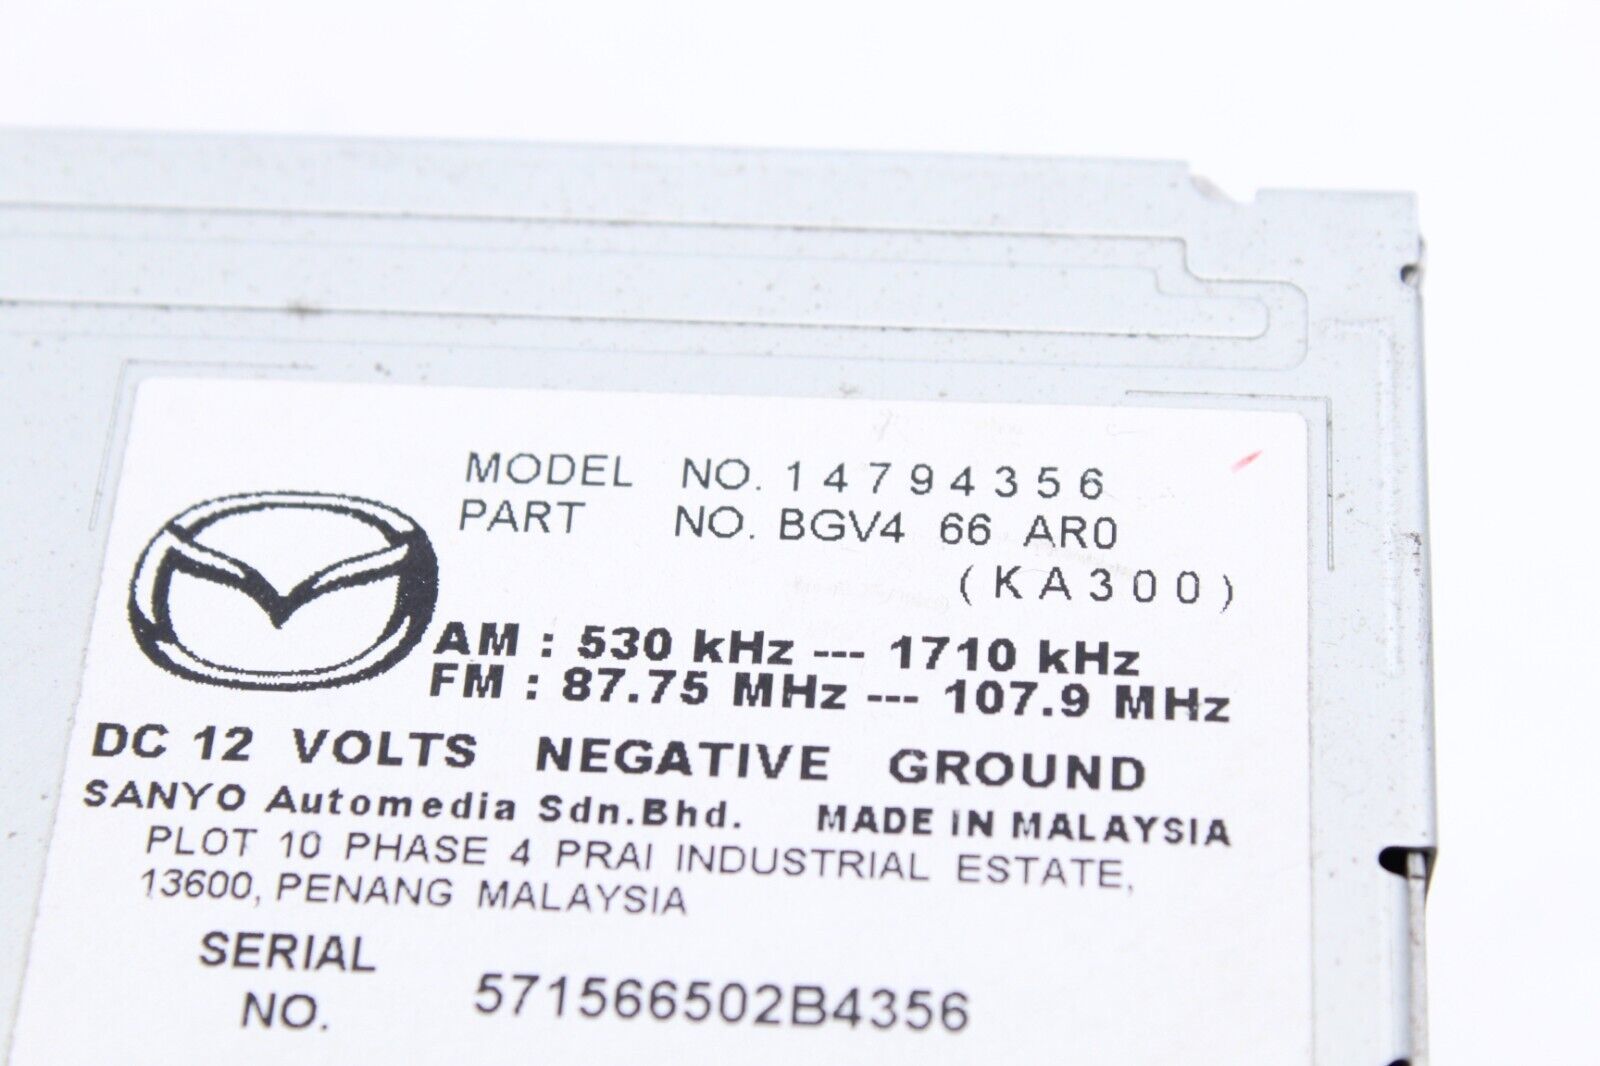 MODEL NO. 14794356
PART NO. BGV4 66 AR0
(KA300)
AM : 530 kHz --- 1710 kHz
FM : 87.75 MHz --- 107.9 MHz
DC 12 VOLTS NEGATIVE GROUND
SANYO Automedia Sdn.Bhd. MADE IN MALAYSIA
PLOT 10 PHASE 4 PRAI INDUSTRIAL ESTATE,
13600, PENANG MALAYSIA
SERIAL NO. 571566502B4356